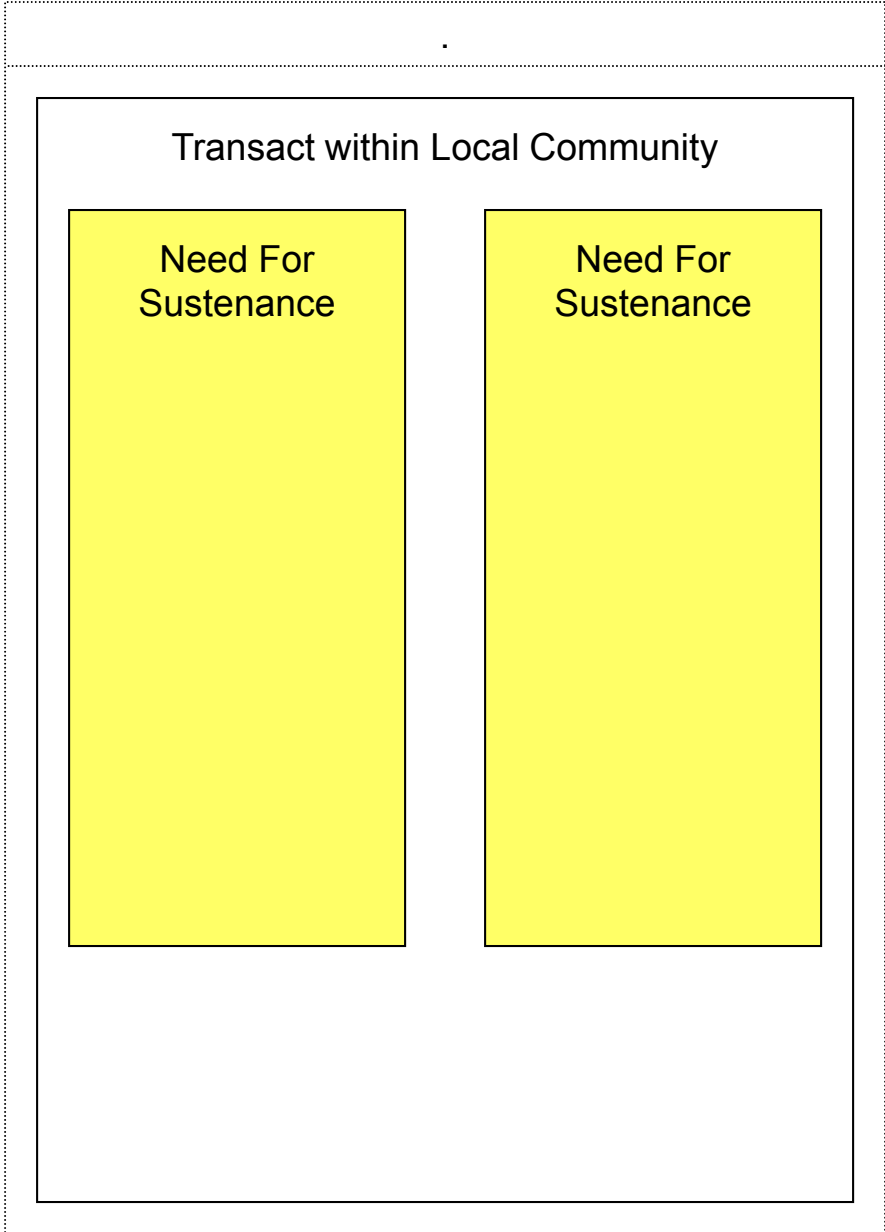 .
Transact within Local Community
Need For
Sustenance
Need For
Sustenance